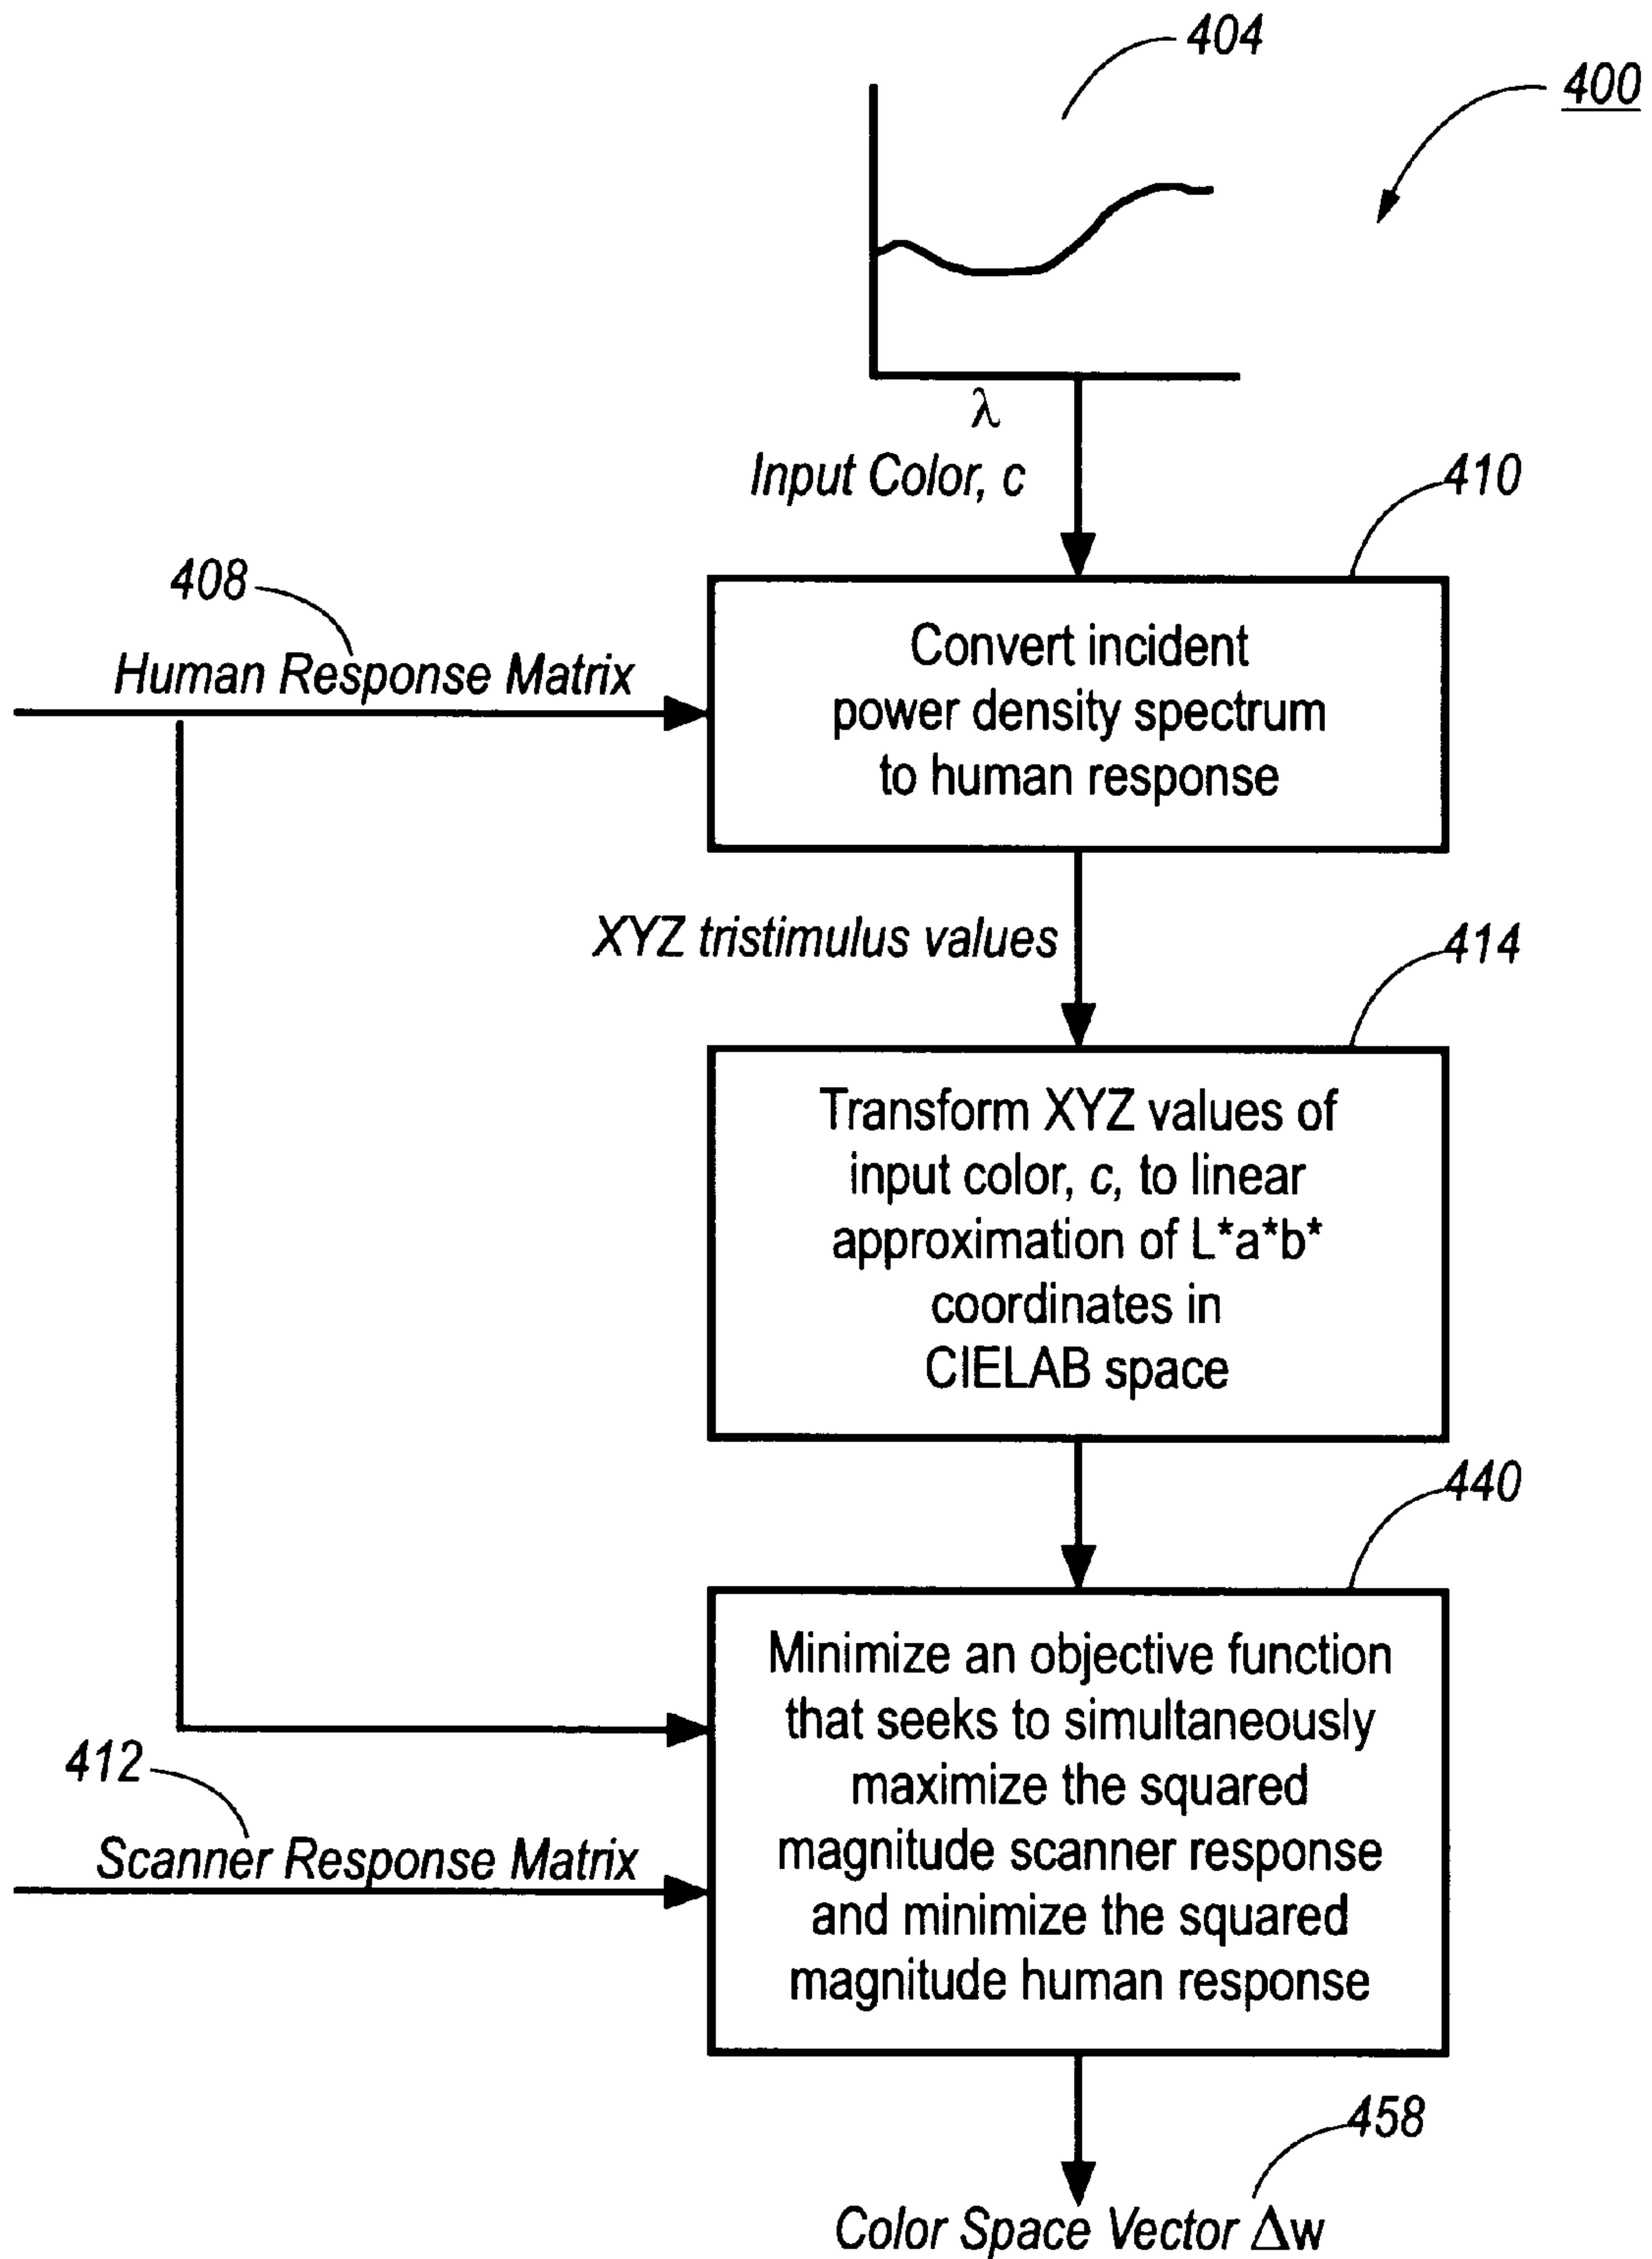 404
400
λ
Input Color, c
410
408
Human Response Matrix
Convert incident
power density spectrum
to human response
XYZ tristimulus values
414
Transform XYZ values of
input color, c, to linear
approximation of L*a*b*
coordinates in
CIELAB space
440
Minimize an objective function
that seeks to simultaneously
maximize the squared
magnitude scanner response
and minimize the squared
magnitude human response
412
Scanner Response Matrix
458
Color Space Vector Δw